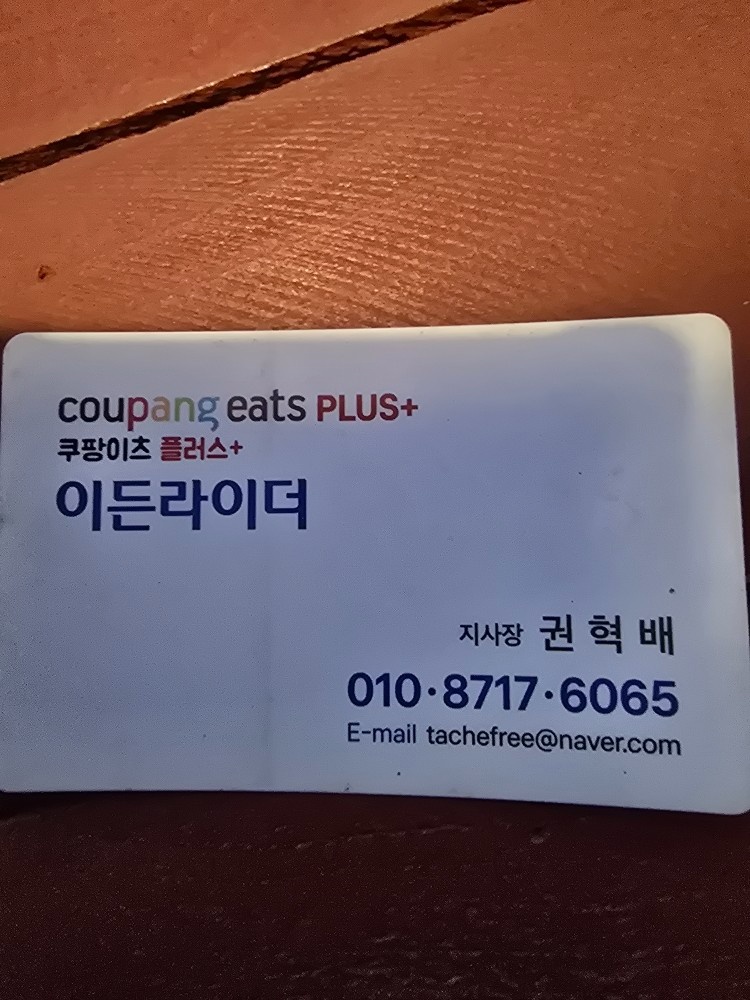 coupang eats PLUS+
쿠팡이츠 플러스+
이든라이더
지사장 권혁배
010·8717·6065
E-mail tachefree@naver.com